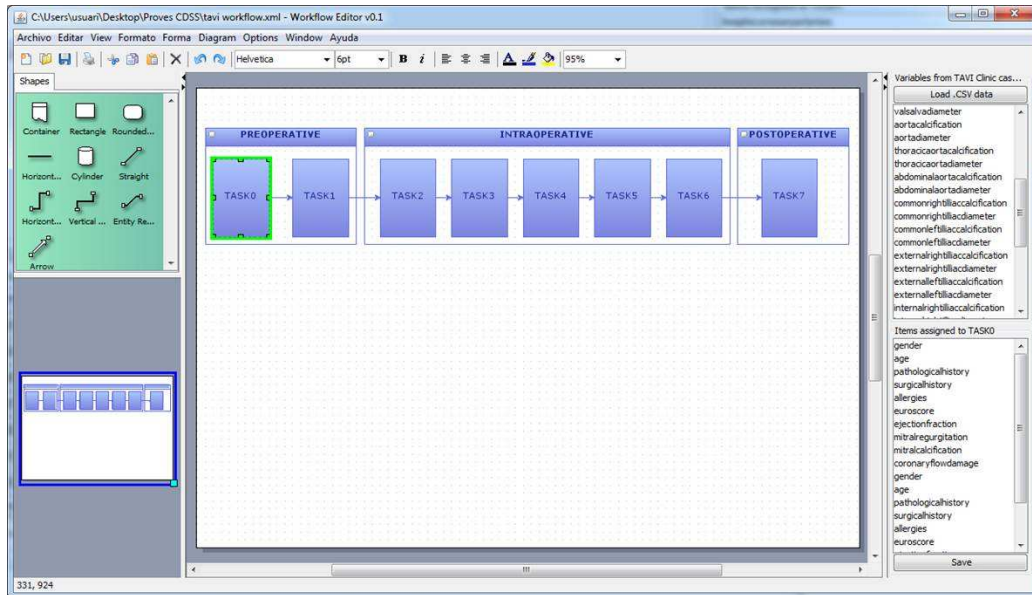 C:\Users\usuari\Desktop\Proves CDSS\tavi workflow.xml - Workflow Editor v0.1
Archivo Editar View Formato Forma Diagram Options Window Ayuda
Helvetica 6pt B i A 95%
Shapes
Container Rectangle Rounded...
Horizont... Cylinder Straight
Horizont... Vertical ... Entity Re...
Arrow
PREOPERATIVE INTRAOPERATIVE POSTOPERATIVE
TASK0 TASK1 TASK2 TASK3 TASK4 TASK5 TASK6 TASK7
Variables from TAVI Clinic cas...
Load .CSV data
valsalvadiameter
aortacalcification
aortadiameter
thoracicaortacalcification
thoracicaortadiameter
abdominalaortacalcification
abdominalaortadiameter
commonrightilliaccalcification
commonrightilliacdiameter
commonleftilliaccalcification
commonleftilliacdiameter
externalrightilliaccalcification
externalrightilliacdiameter
externalleftilliaccalcification
externalleftilliacdiameter
internalrightilliaccalcification
Items assigned to TASK0
gender
age
pathologicalhistory
surgicalhistory
allergies
euroscore
ejectionfraction
mitralregurgitation
mitralcalcification
coronaryflowdamage
gender
age
pathologicalhistory
surgicalhistory
allergies
euroscore
Save
331, 924